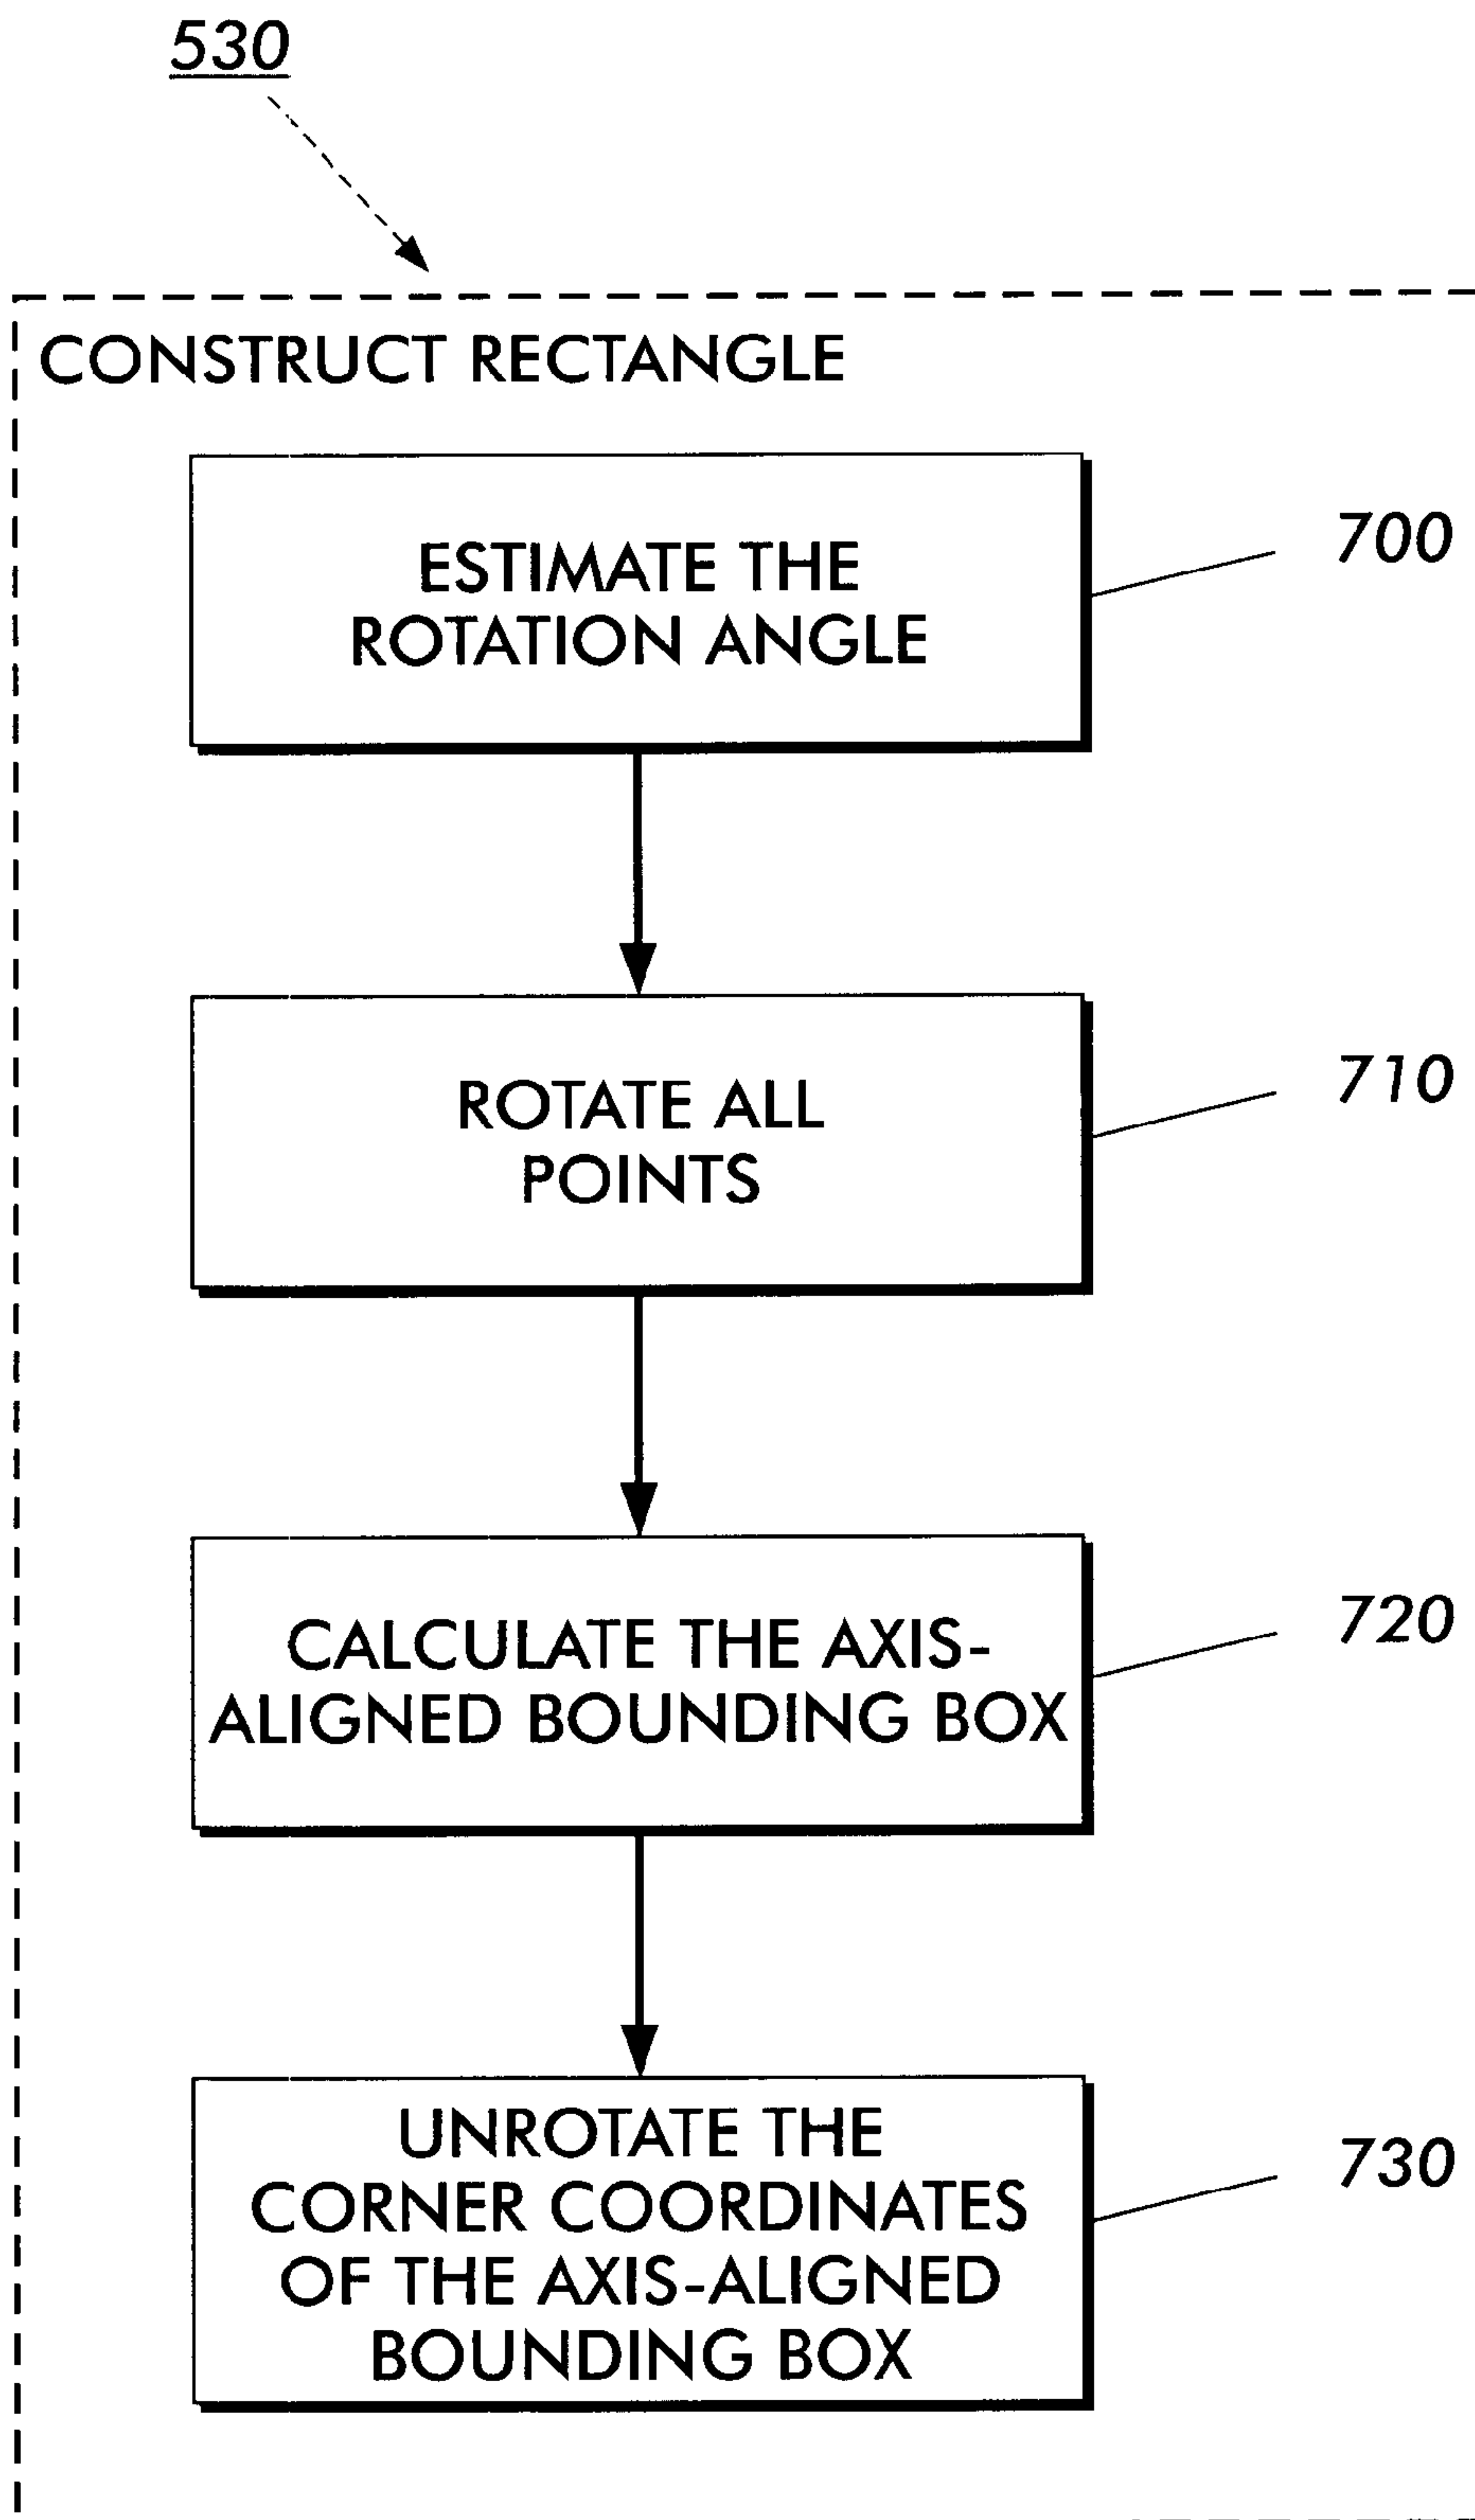 530
CONSTRUCT RECTANGLE
ESTIMATE THE
ROTATION ANGLE
700
ROTATE ALL
POINTS
710
CALCULATE THE AXIS-
ALIGNED BOUNDING BOX
720
UNROTATE THE
CORNER COORDINATES
OF THE AXIS-ALIGNED
BOUNDING BOX
730